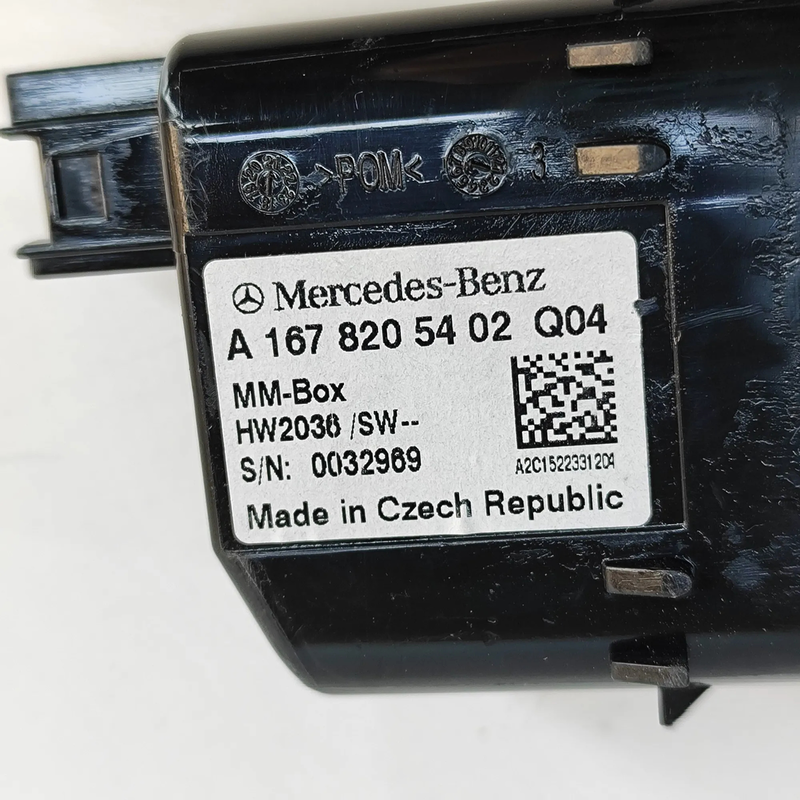 >POM<
3
Mercedes-Benz
A 167 820 54 02 Q04
MM-Box
HW2036 /SW--
S/N: 0032969
A2C1522331204
Made in Czech Republic